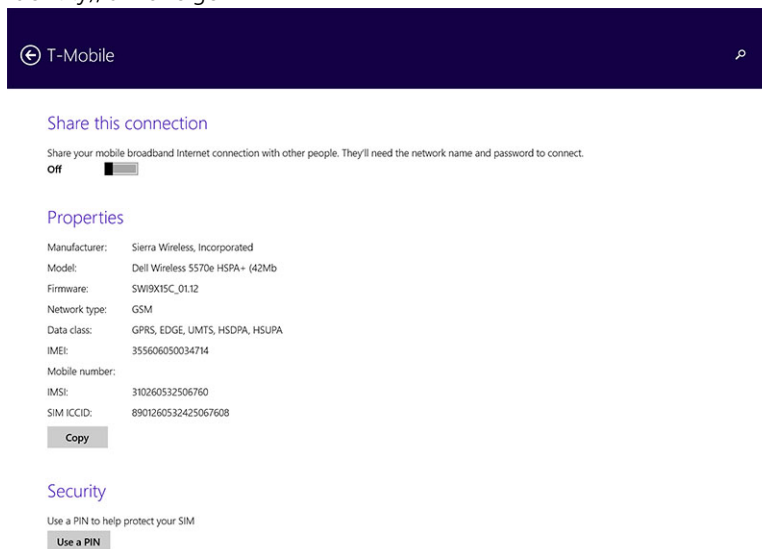 T-Mobile
Share this connection
Share your mobile broadband Internet connection with other people. They'll need the network name and password to connect.
Off
Properties
Manufacturer: Sierra Wireless, Incorporated
Model: Dell Wireless 5570e HSPA+ (42Mb
Firmware: SWI9X15C_01.12
Network type: GSM
Data class: GPRS, EDGE, UMTS, HSDPA, HSUPA
IMEI: 355606050034714
Mobile number:
IMSI: 310260532506760
SIM ICCID: 8901260532425067608
Copy
Security
Use a PIN to help protect your SIM
Use a PIN